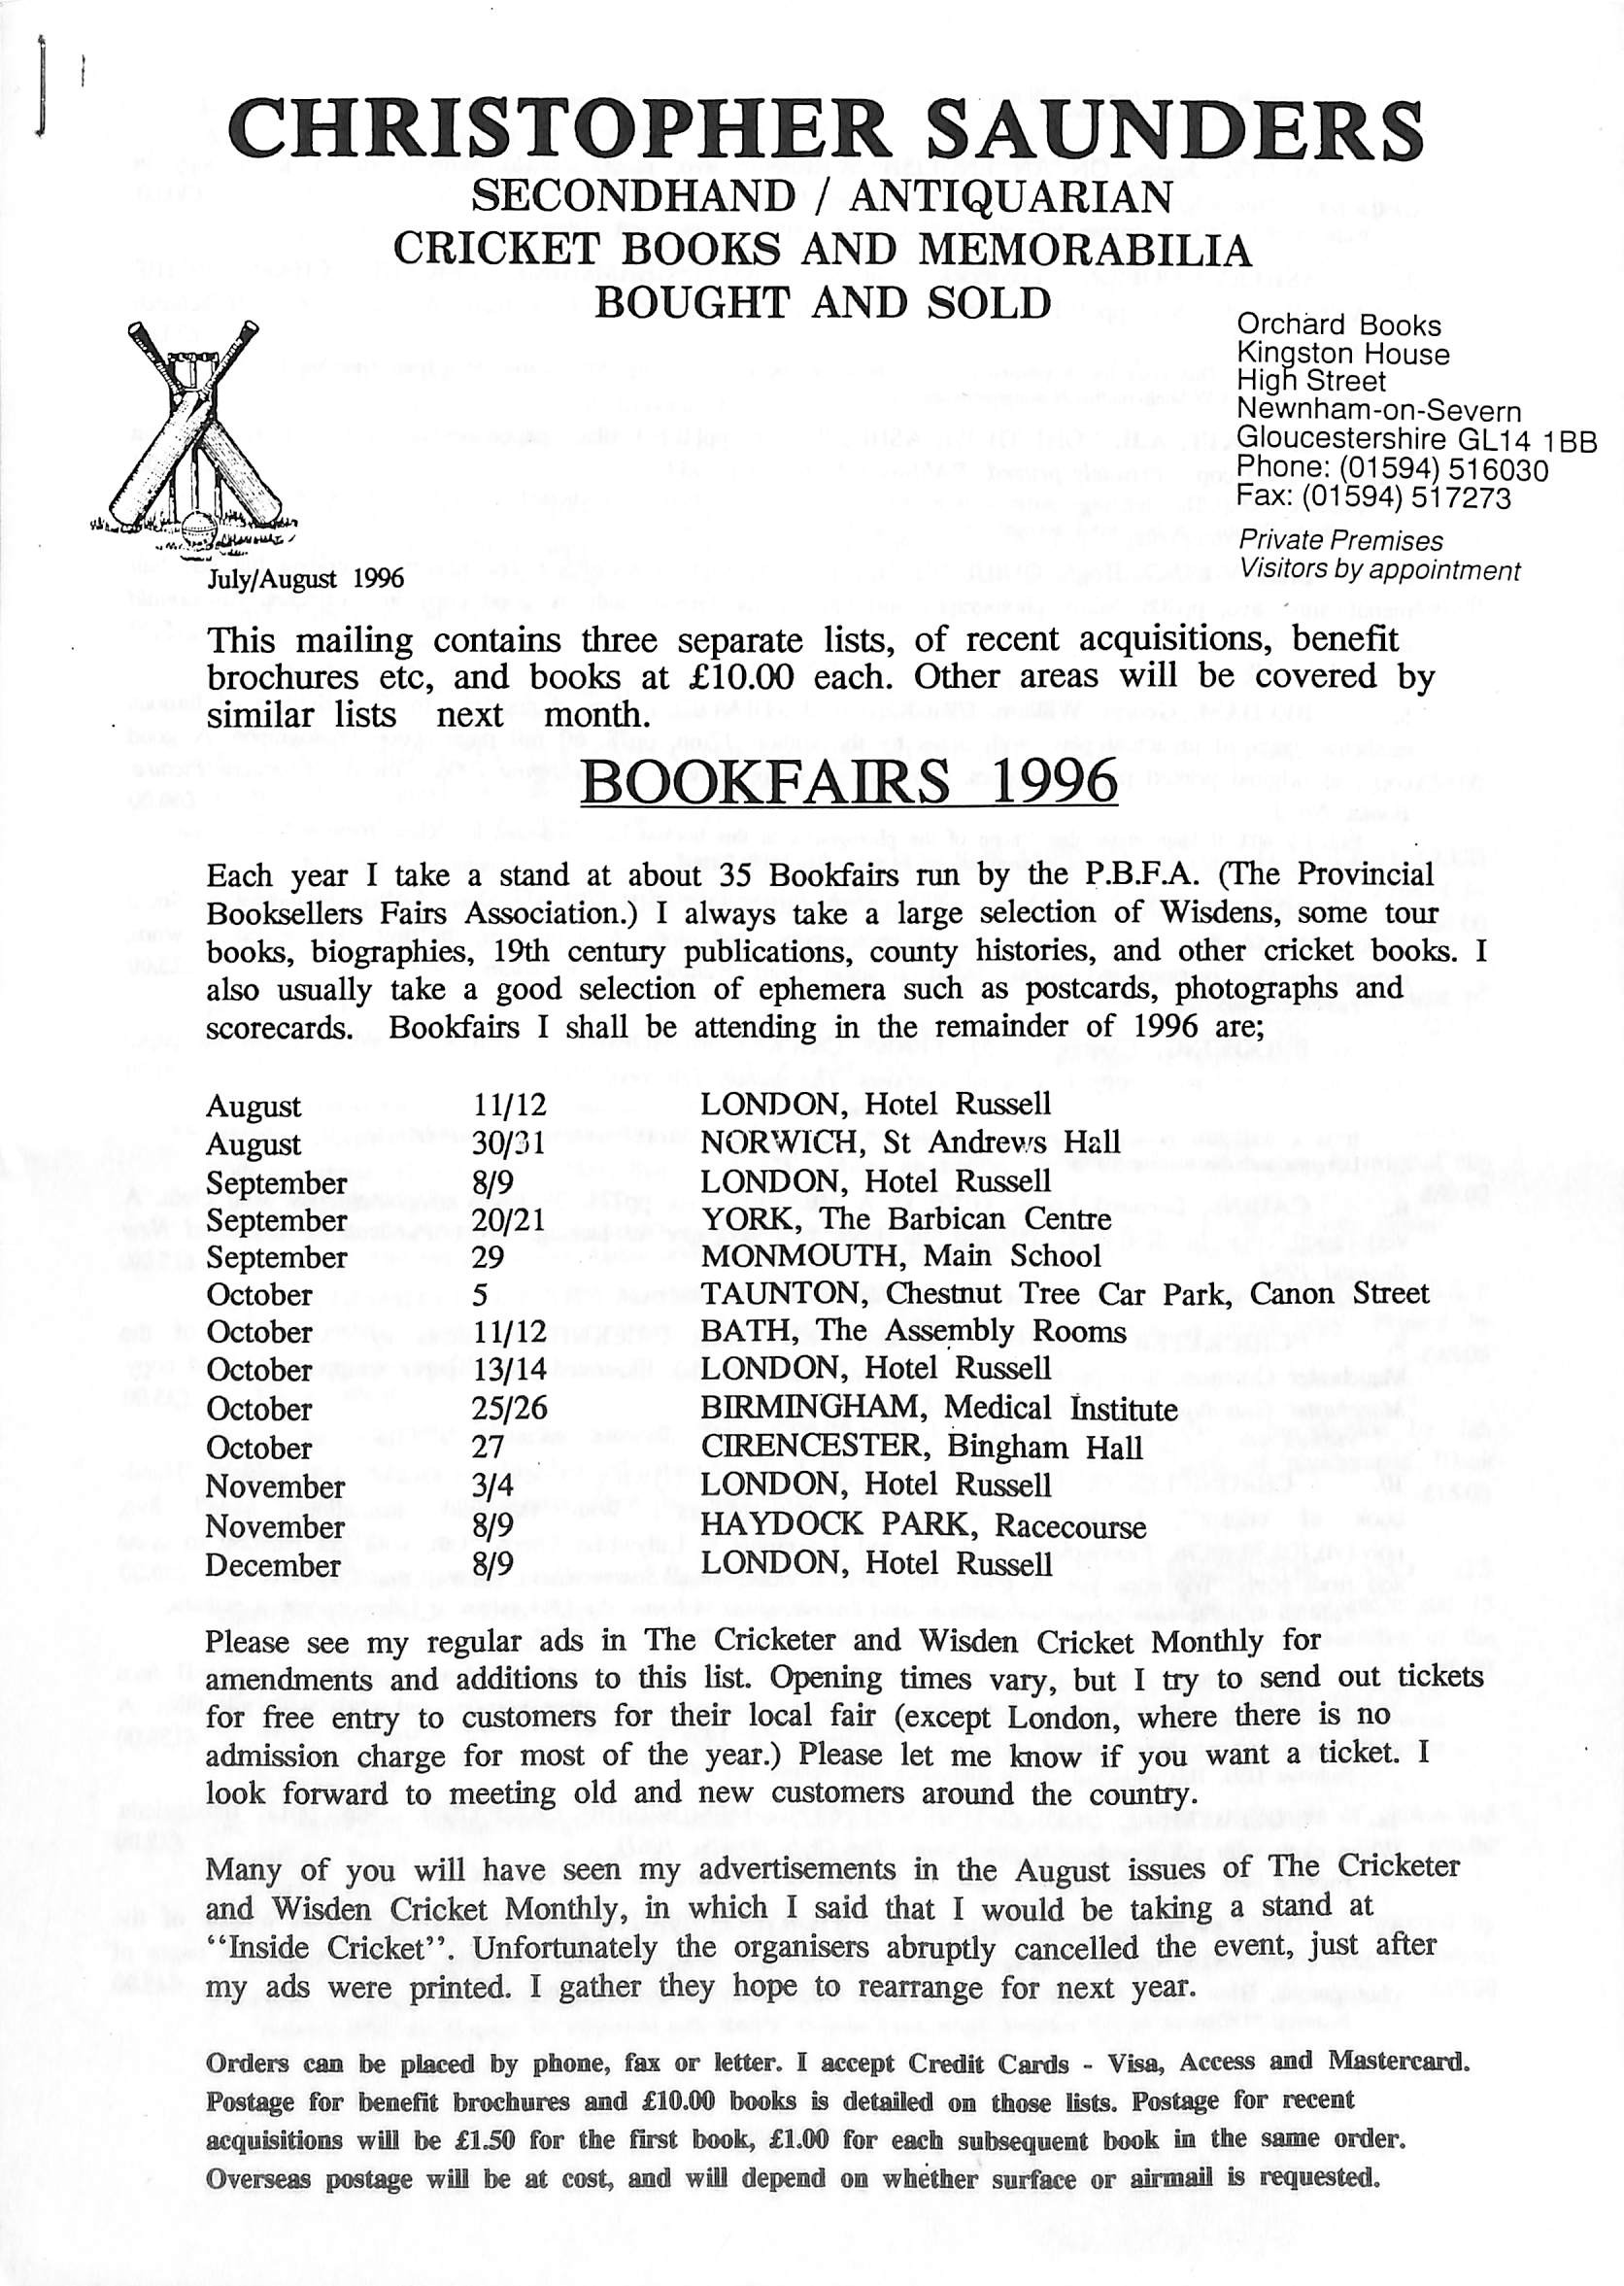 CHRISTOPHER SAUNDERS
SECONDHAND / ANTIQUARIAN
CRICKET BOOKS AND MEMORABILIA
BOUGHT AND SOLD
Orchard Books
Kingston House
High Street
Newnham-on-Severn
Gloucestershire GL14 1BB
Phone: (01594) 516030
Fax: (01594) 517273
Private Premises
Visitors by appointment
July/August 1996
This mailing contains three separate lists, of recent acquisitions, benefit
brochures etc, and books at £10.00 each. Other areas will be covered by
similar lists next month.
BOOKFAIRS 1996
Each year I take a stand at about 35 Bookfairs run by the P.B.F.A. (The Provincial
Booksellers Fairs Association.) I always take a large selection of Wisdens, some tour
books, biographies, 19th century publications, county histories, and other cricket books. I
also usually take a good selection of ephemera such as postcards, photographs and
scorecards. Bookfairs I shall be attending in the remainder of 1996 are;
August 11/12 LONDON, Hotel Russell
August 30/31 NORWICH, St Andrews Hall
September 8/9 LONDON, Hotel Russell
September 20/21 YORK, The Barbican Centre
September 29 MONMOUTH, Main School
October 5 TAUNTON, Chestnut Tree Car Park, Canon Street
October 11/12 BATH, The Assembly Rooms
October 13/14 LONDON, Hotel Russell
October 25/26 BIRMINGHAM, Medical Institute
October 27 CIRENCESTER, Bingham Hall
November 3/4 LONDON, Hotel Russell
November 8/9 HAYDOCK PARK, Racecourse
December 8/9 LONDON, Hotel Russell
Please see my regular ads in The Cricketer and Wisden Cricket Monthly for
amendments and additions to this list. Opening times vary, but I try to send out tickets
for free entry to customers for their local fair (except London, where there is no
admission charge for most of the year.) Please let me know if you want a ticket. I
look forward to meeting old and new customers around the country.
Many of you will have seen my advertisements in the August issues of The Cricketer
and Wisden Cricket Monthly, in which I said that I would be taking a stand at
“Inside Cricket”. Unfortunately the organisers abruptly cancelled the event, just after
my ads were printed. I gather they hope to rearrange for next year.
Orders can be placed by phone, fax or letter. I accept Credit Cards - Visa, Access and Mastercard.
Postage for benefit brochures and £10.00 books is detailed on those lists. Postage for recent
acquisitions will be £1.50 for the first book, £1.00 for each subsequent book in the same order.
Overseas postage will be at cost, and will depend on whether surface or airmail is requested.